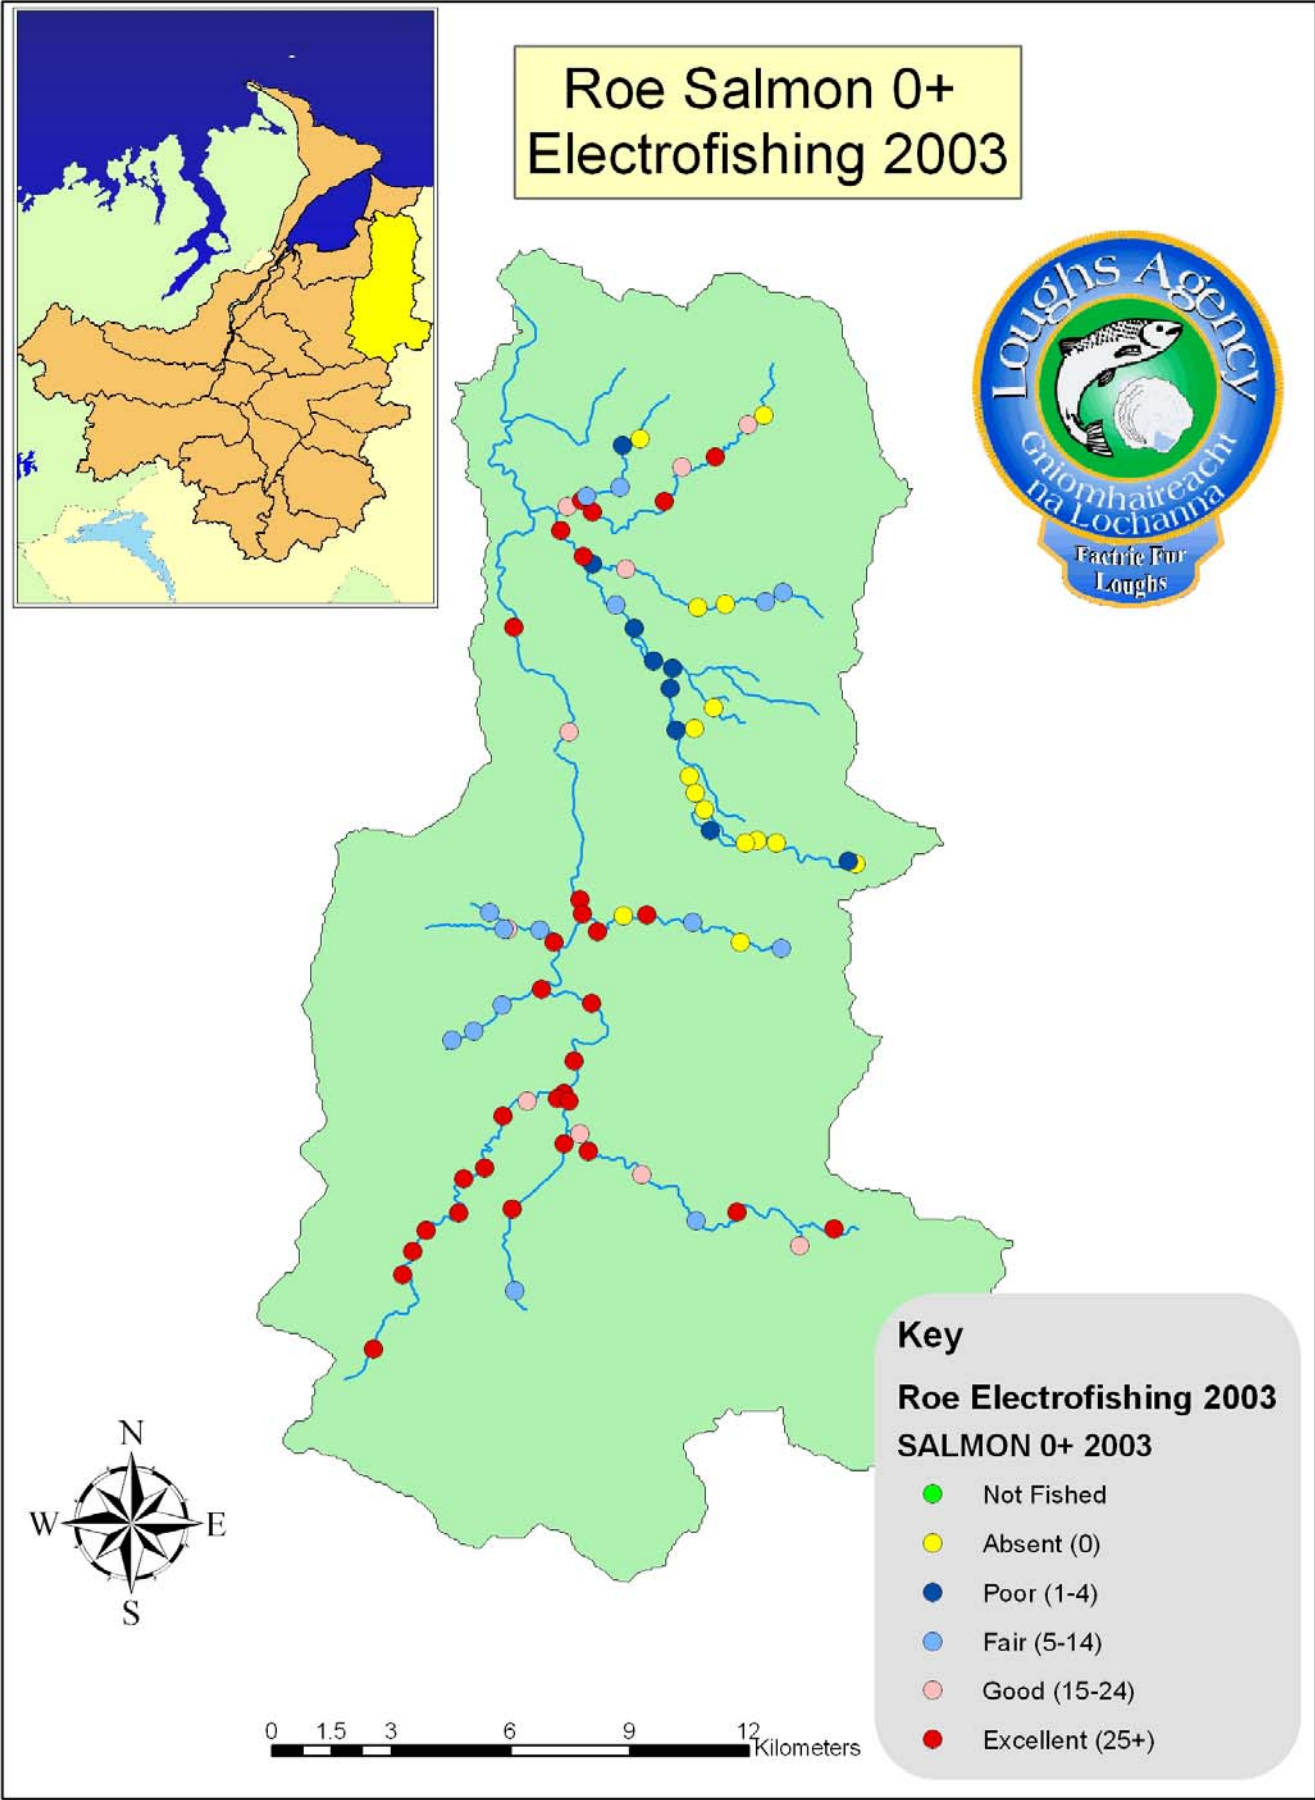 Roe Salmon 0+
Electrofishing 2003
Loughs Agency
Gníomhaireacht
na Lochanna
Factrie Fur
Loughs
Key
Roe Electrofishing 2003
SALMON 0+ 2003
Not Fished
Absent (0)
Poor (1-4)
Fair (5-14)
Good (15-24)
Excellent (25+)
N
W E
S
0 1.5 3 6 9 12
Kilometers